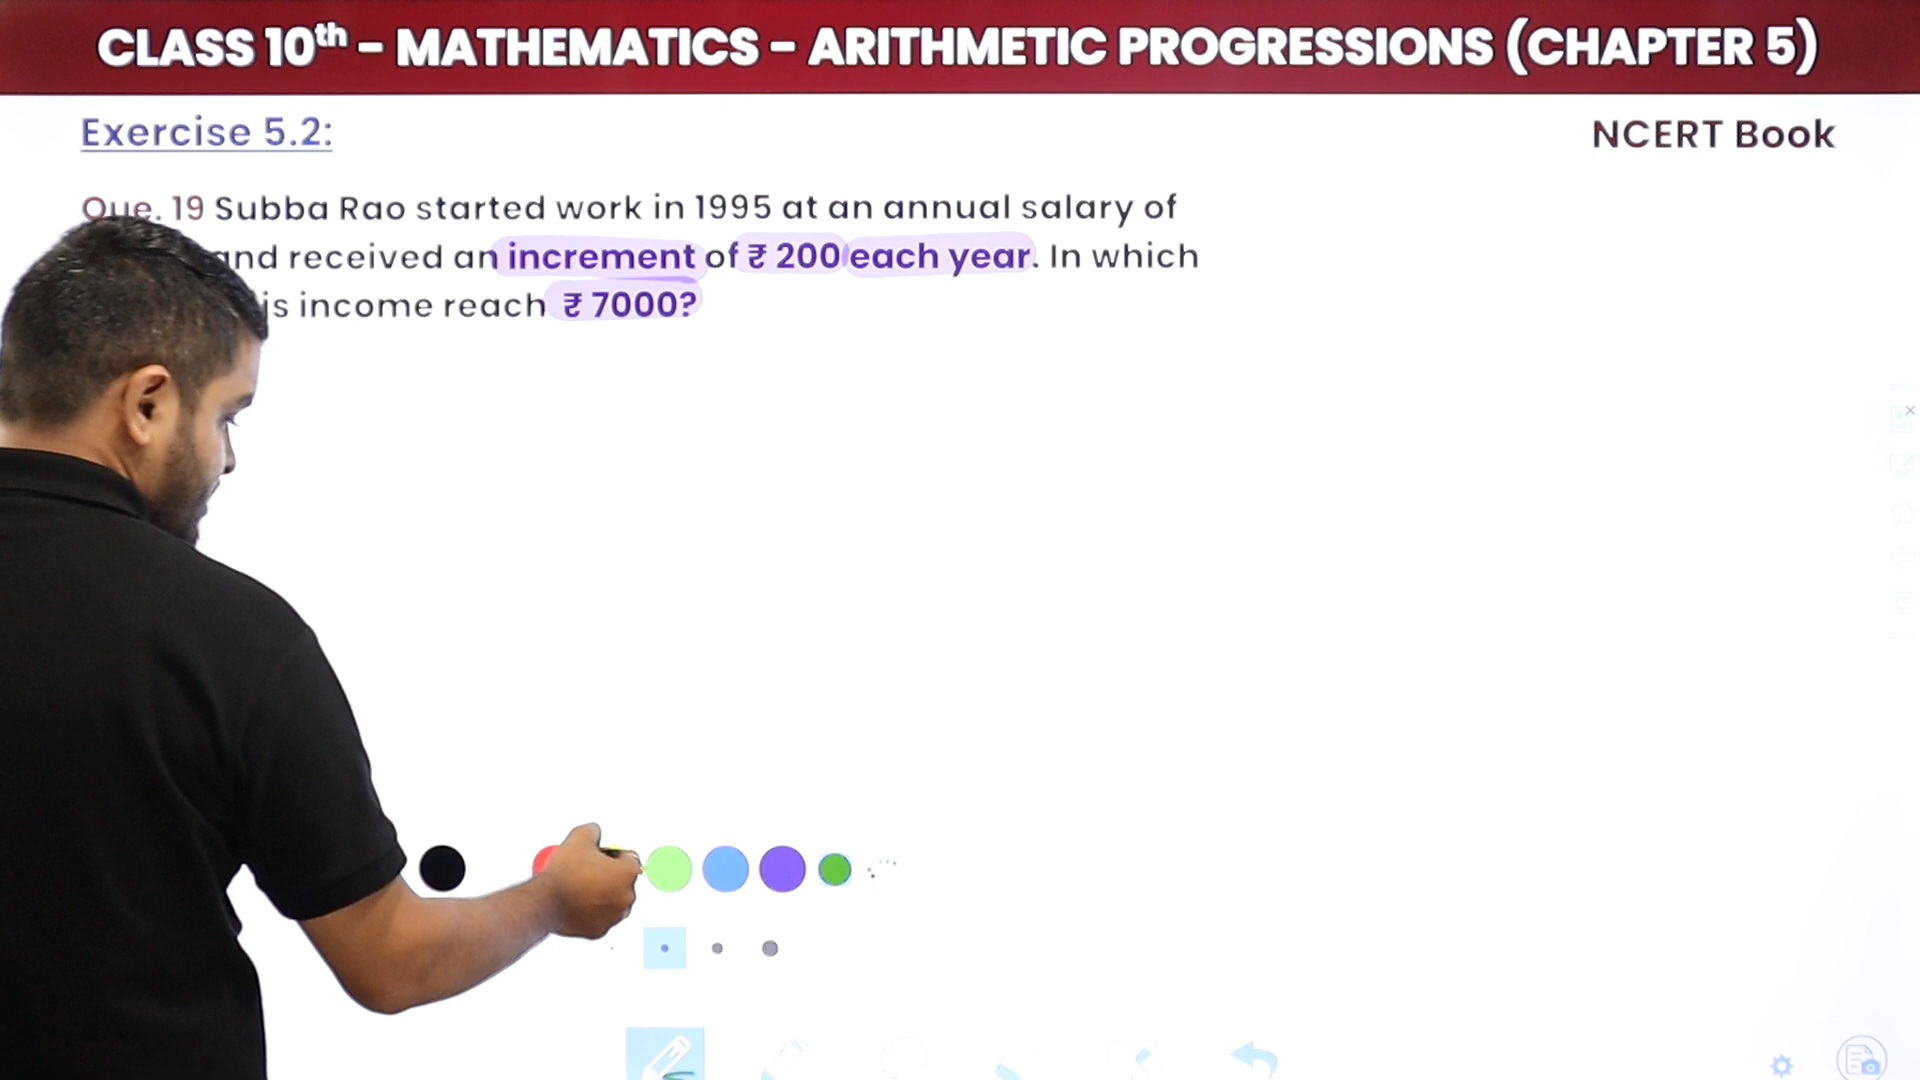 CLASS 10th – MATHEMATICS – ARITHMETIC PROGRESSIONS (CHAPTER 5)
Exercise 5.2:
NCERT Book
Que. 19 Subba Rao started work in 1995 at an annual salary of
and received an increment of ₹ 200 each year. In which
is income reach ₹ 7000?